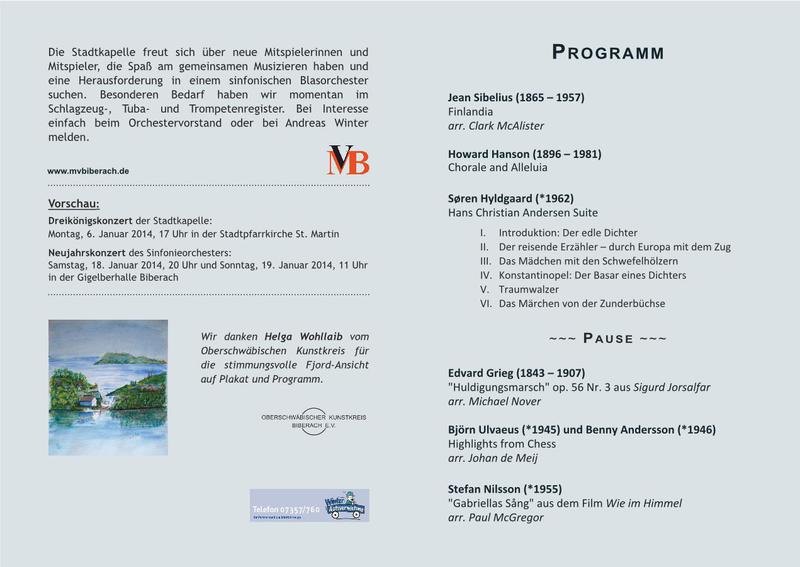 Die Stadtkapelle freut sich über neue Mitspielerinnen und
Mitspieler, die Spaß am gemeinsamen Musizieren haben und
eine Herausforderung in einem sinfonischen Blasorchester
suchen. Besonderen Bedarf haben wir momentan im
Schlagzeug-, Tuba- und Trompetenregister. Bei Interesse
einfach beim Orchestervorstand oder bei Andreas Winter
melden.
www.mvbiberach.de
MVB
Vorschau:
Dreikönigskonzert der Stadtkapelle:
Montag, 6. Januar 2014, 17 Uhr in der Stadtpfarrkirche St. Martin
Neujahrskonzert des Sinfonieorchesters:
Samstag, 18. Januar 2014, 20 Uhr und Sonntag, 19. Januar 2014, 11 Uhr
in der Gigelberhalle Biberach
Wir danken Helga Wohllaib vom
Oberschwäbischen Kunstkreis für
die stimmungsvolle Fjord-Ansicht
auf Plakat und Programm.
OBERSCHWÄBISCHER KUNSTKREIS
BIBERACH E.V.
Winter
Autovermietung
Telefon 07357/760
PROGRAMM
Jean Sibelius (1865 – 1957)
Finlandia
arr. Clark McAlister
Howard Hanson (1896 – 1981)
Chorale and Alleluia
Søren Hyldgaard (*1962)
Hans Christian Andersen Suite
I. Introduktion: Der edle Dichter
II. Der reisende Erzähler – durch Europa mit dem Zug
III. Das Mädchen mit den Schwefelhölzern
IV. Konstantinopel: Der Basar eines Dichters
V. Traumwalzer
VI. Das Märchen von der Zunderbüchse
~~~ PAUSE ~~~
Edvard Grieg (1843 – 1907)
"Huldigungsmarsch" op. 56 Nr. 3 aus Sigurd Jorsalfar
arr. Michael Nover
Björn Ulvaeus (*1945) und Benny Andersson (*1946)
Highlights from Chess
arr. Johan de Meij
Stefan Nilsson (*1955)
"Gabriellas Sång" aus dem Film Wie im Himmel
arr. Paul McGregor